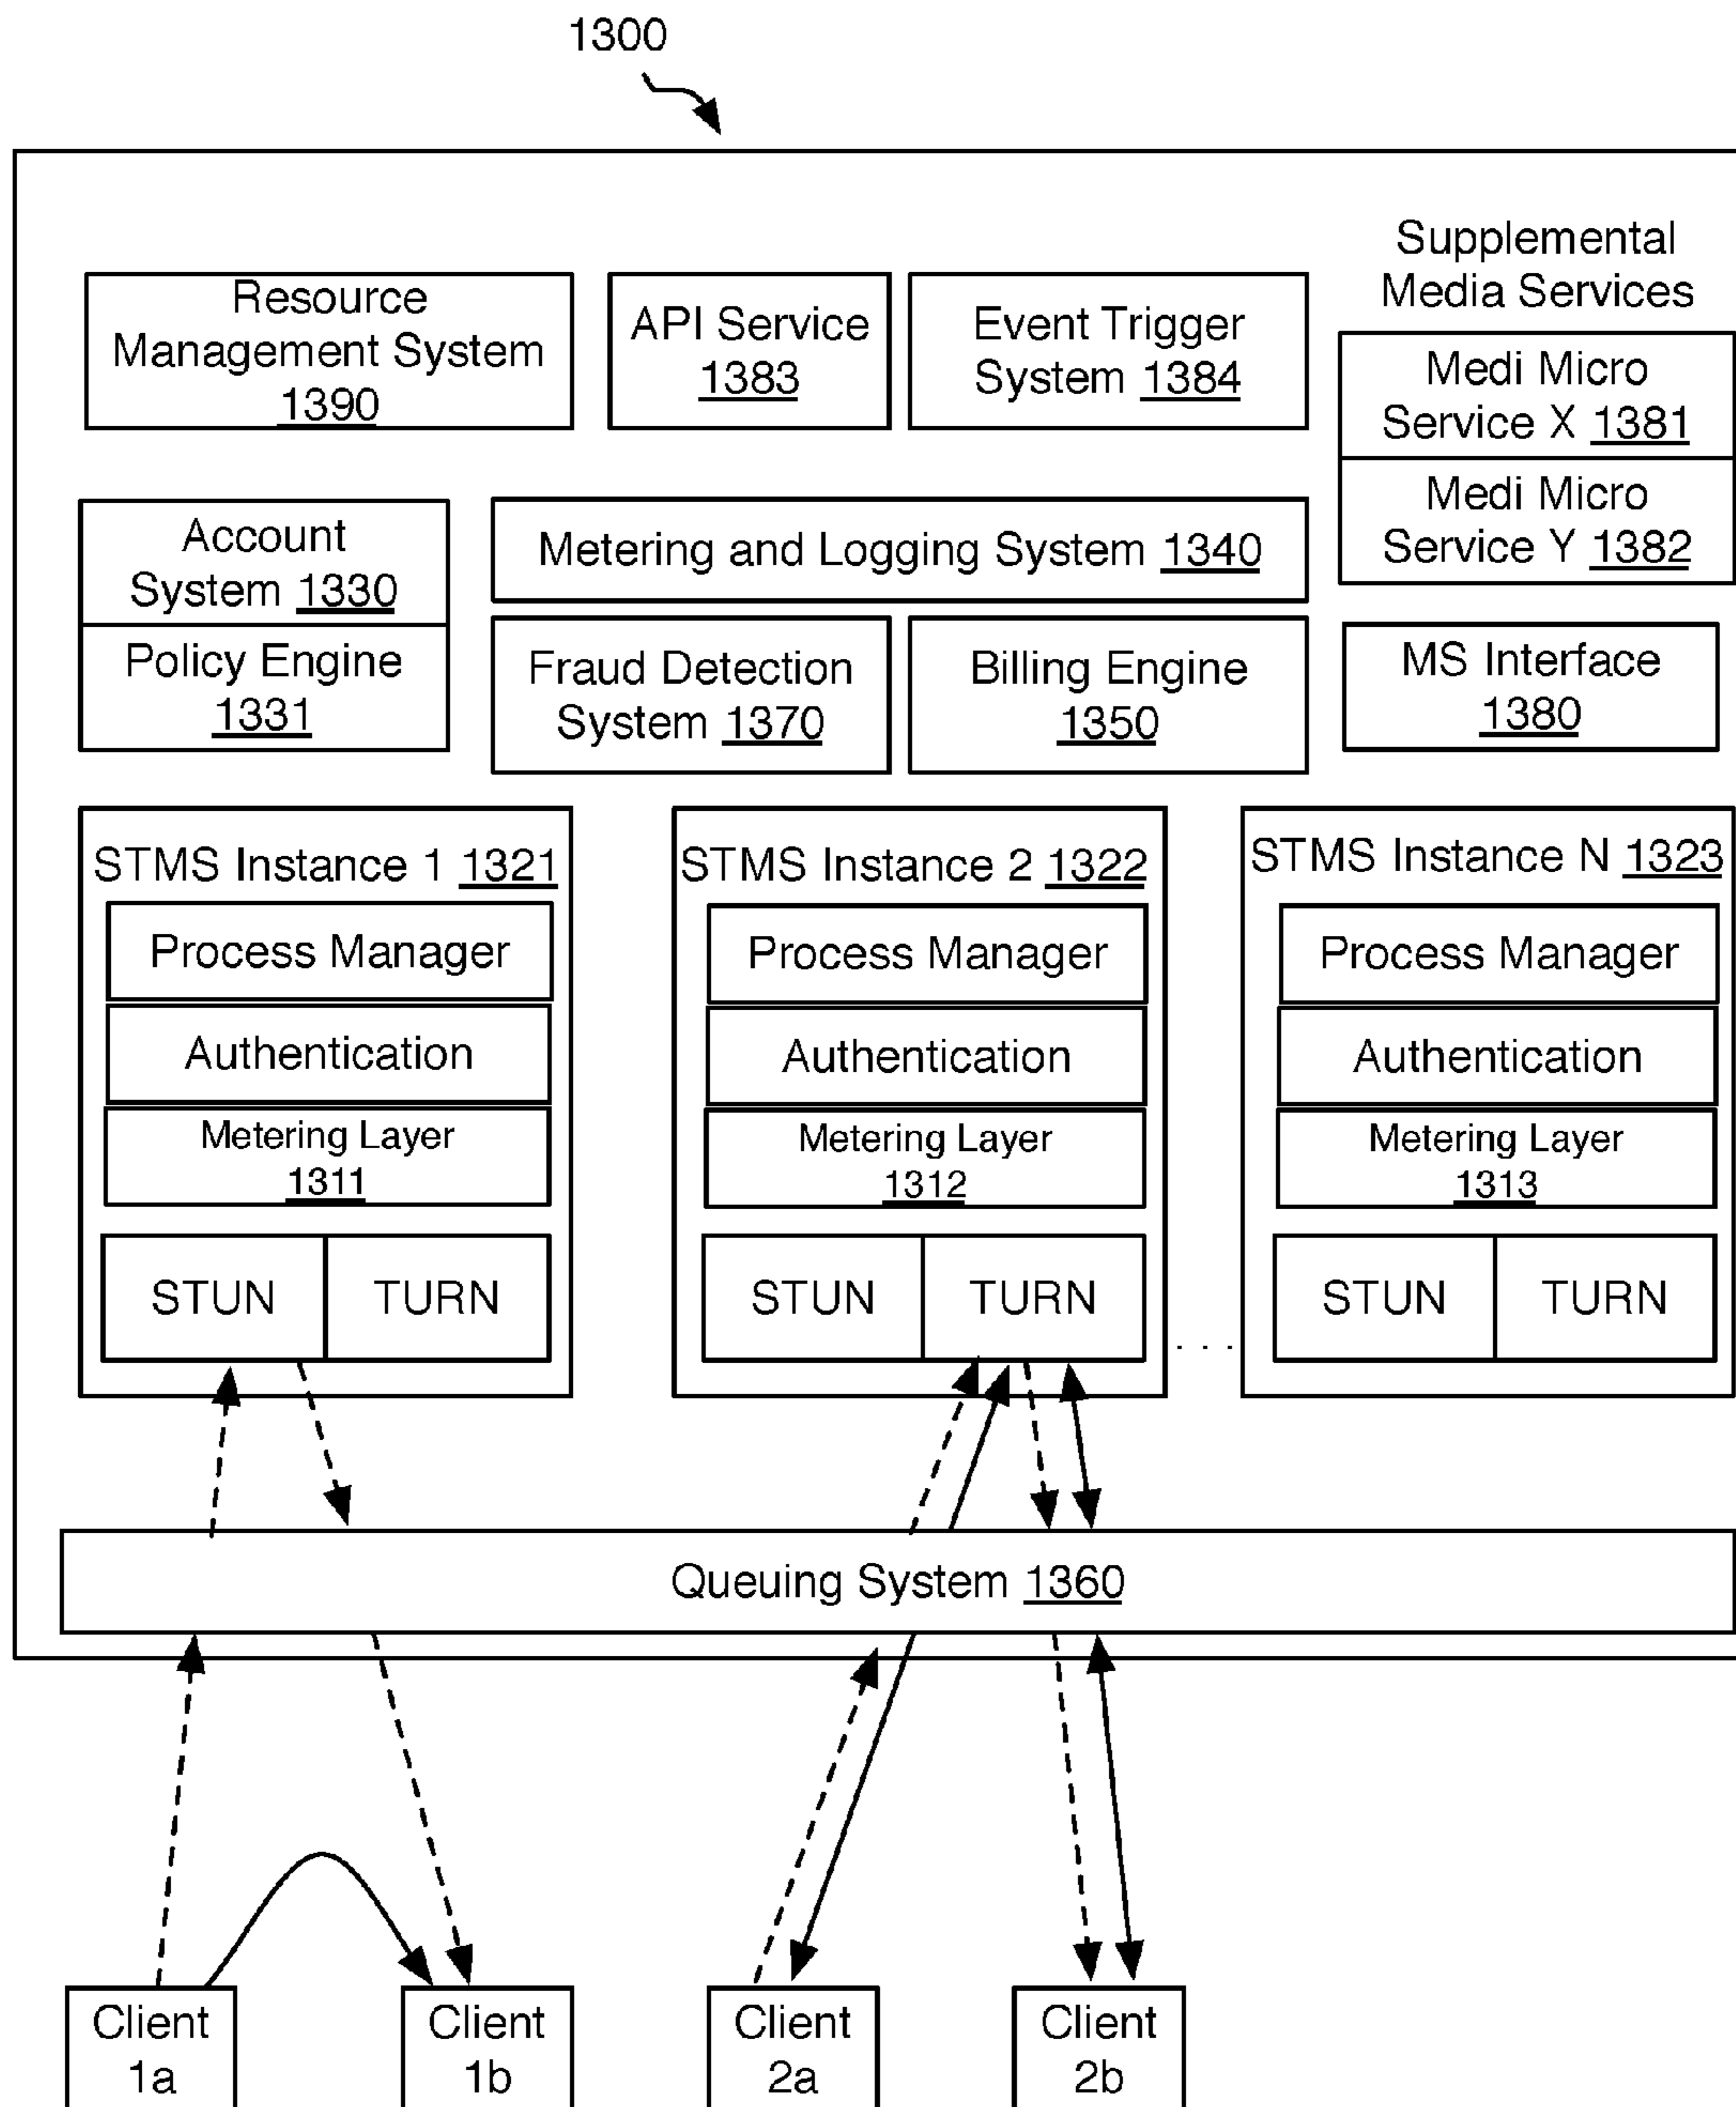 1300
Resource
Management System
1390
API Service
1383
Event Trigger
System 1384
Supplemental
Media Services
Medi Micro
Service X 1381
Medi Micro
Service Y 1382
Account
System 1330
Policy Engine
1331
Metering and Logging System 1340
Fraud Detection
System 1370
Billing Engine
1350
MS Interface
1380
STMS Instance 1 1321
Process Manager
Authentication
Metering Layer
1311
STUN
TURN
STMS Instance 2 1322
Process Manager
Authentication
Metering Layer
1312
STUN
TURN
. . .
STMS Instance N 1323
Process Manager
Authentication
Metering Layer
1313
STUN
TURN
Queuing System 1360
Client
1a
Client
1b
Client
2a
Client
2b